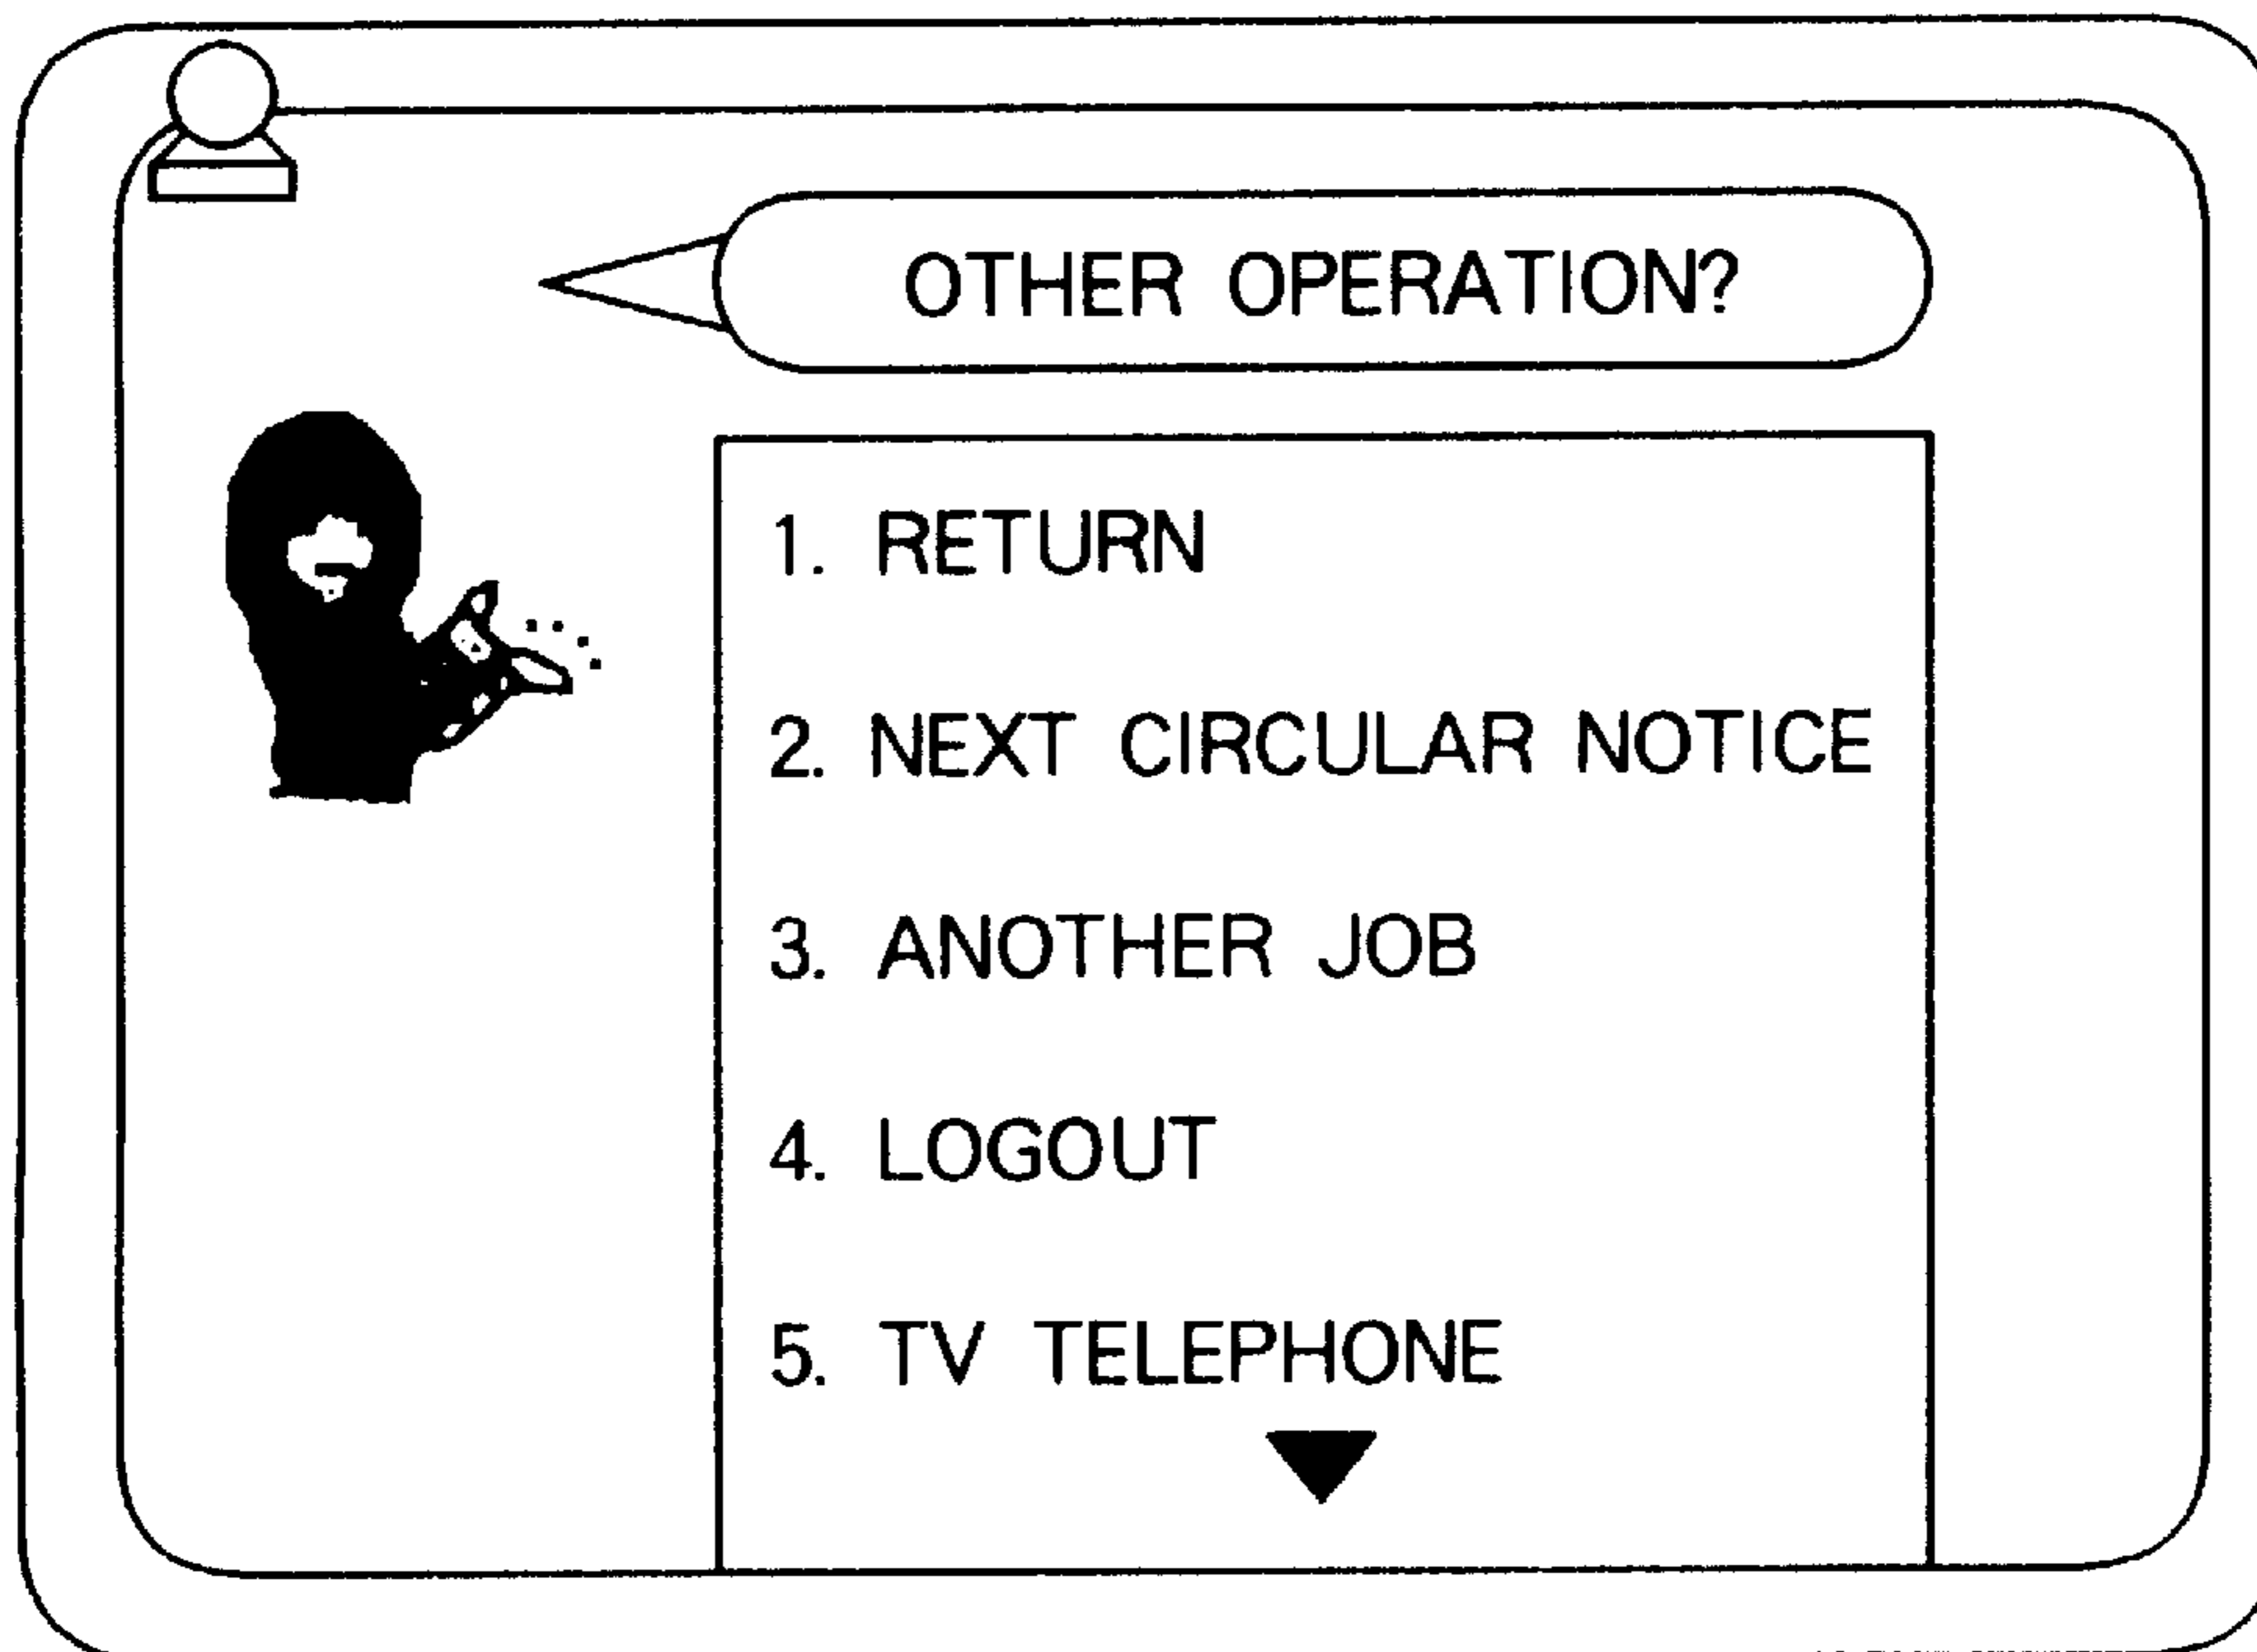 OTHER OPERATION?
1. RETURN
2. NEXT CIRCULAR NOTICE
3. ANOTHER JOB
4. LOGOUT
5. TV TELEPHONE